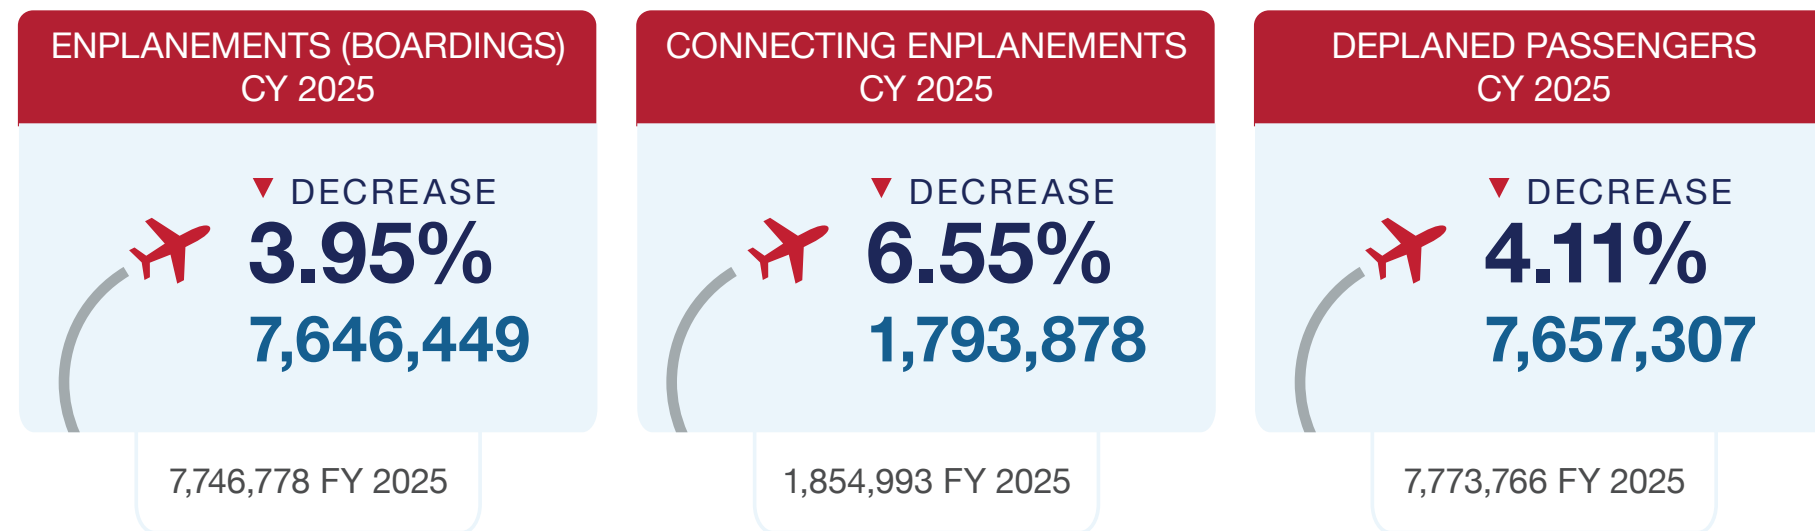 ENPLANEMENTS (BOARDINGS)
CY 2025
DECREASE
3.95%
7,646,449
7,746,778 FY 2025
CONNECTING ENPLANEMENTS
CY 2025
DECREASE
6.55%
1,793,878
1,854,993 FY 2025
DEPLANED PASSENGERS
CY 2025
DECREASE
4.11%
7,657,307
7,773,766 FY 2025